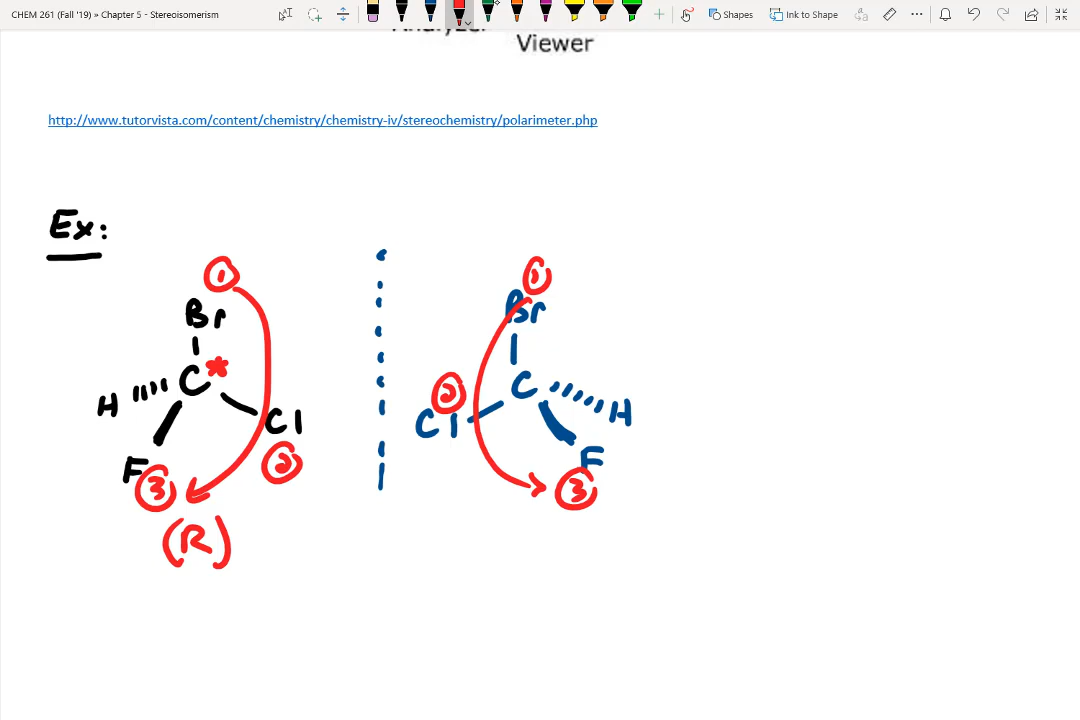 CHEM 261 (Fall '19) » Chapter 5 - Stereoisomerism
Shapes
Ink to Shape
Analyzer
Viewer
http://www.tutorvista.com/content/chemistry/chemistry-iv/stereochemistry/polarimeter.php
Ex:
1
Br
H C* Cl
2
F
3
(R)
1
Br
2
Cl C H
F
3